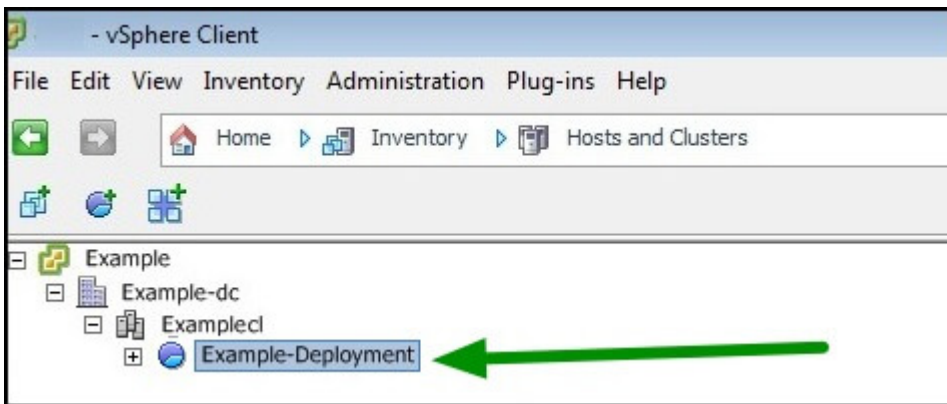 - vSphere Client
File Edit View Inventory Administration Plug-ins Help
Home Inventory Hosts and Clusters
Example
Example-dc
Examplecl
Example-Deployment